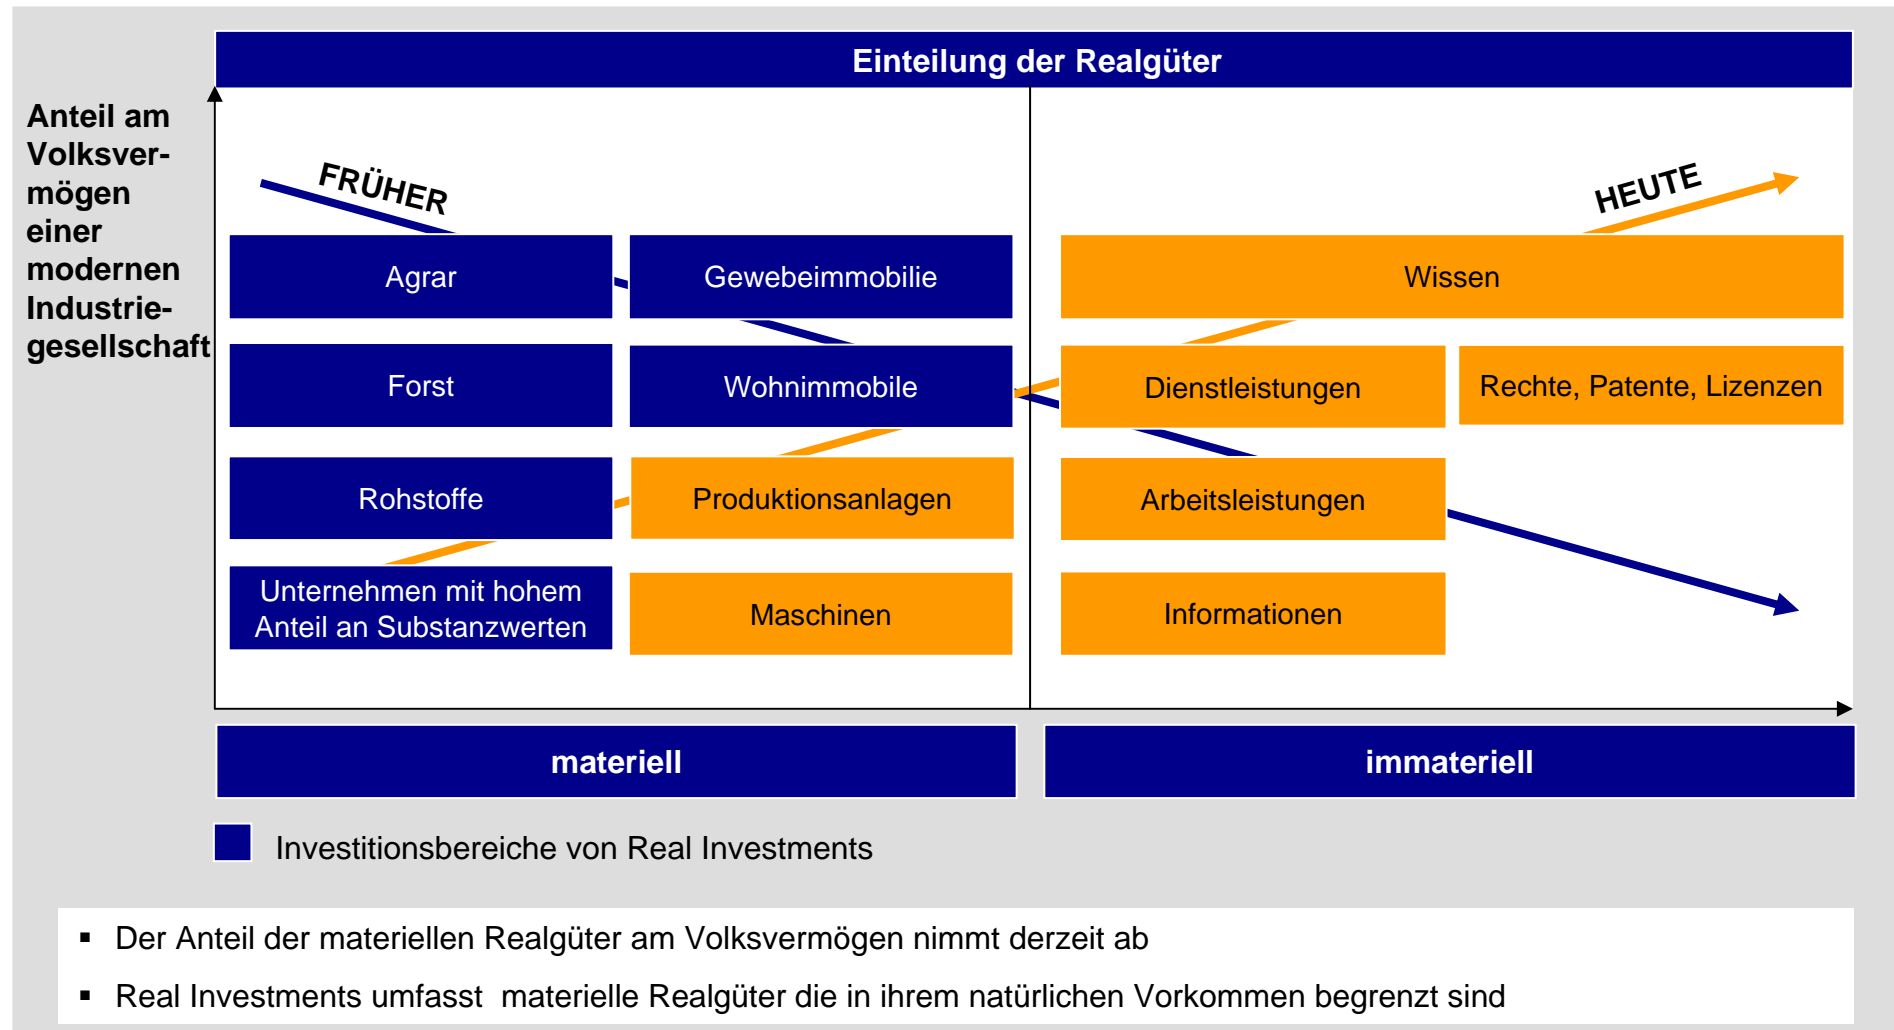 Einteilung der Realgüter
Anteil am
Volksver-
mögen
einer
modernen
Industrie-
gesellschaft
FRÜHER
HEUTE
Agrar
Gewebeimmobilie
Wissen
Forst
Wohnimmobile
Dienstleistungen
Rechte, Patente, Lizenzen
Rohstoffe
Produktionsanlagen
Arbeitsleistungen
Unternehmen mit hohem
Anteil an Substanzwerten
Maschinen
Informationen
materiell
immateriell
Investitionsbereiche von Real Investments
▪ Der Anteil der materiellen Realgüter am Volksvermögen nimmt derzeit ab
▪ Real Investments umfasst  materielle Realgüter die in ihrem natürlichen Vorkommen begrenzt sind